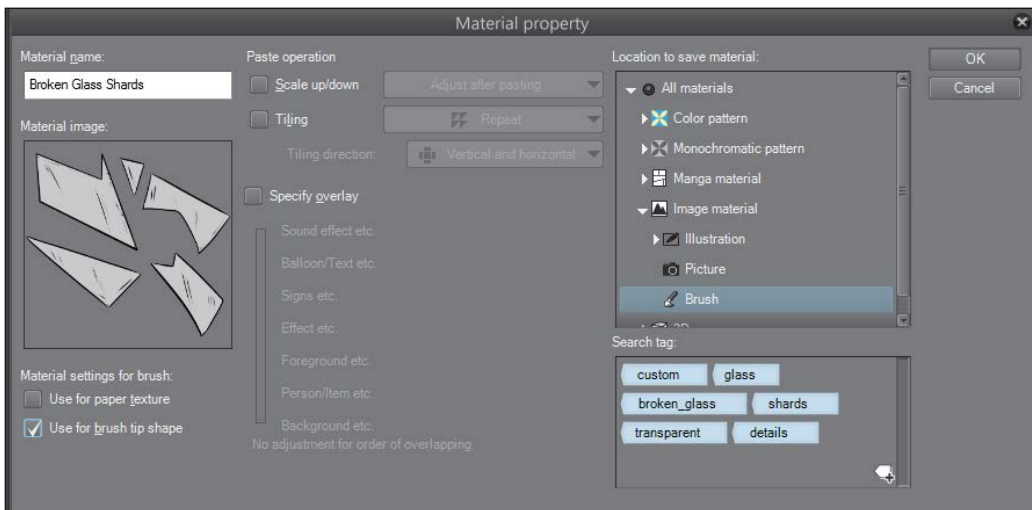 Material property
Material name:
Broken Glass Shards
Material image:
Material settings for brush:
Use for paper texture
Use for brush tip shape
Paste operation
Scale up/down
Adjust after pasting
Tiling
Repeat
Tiling direction:
Vertical and horizontal
Specify overlay
Sound effect etc.
Balloon/Text etc.
Signs etc.
Effect etc.
Foreground etc.
Person/Item etc.
Background etc.
No adjustment for order of overlapping.
Location to save material:
All materials
Color pattern
Monochromatic pattern
Manga material
Image material
Illustration
Picture
Brush
3D
Search tag:
custom glass
broken_glass shards
transparent details
OK
Cancel